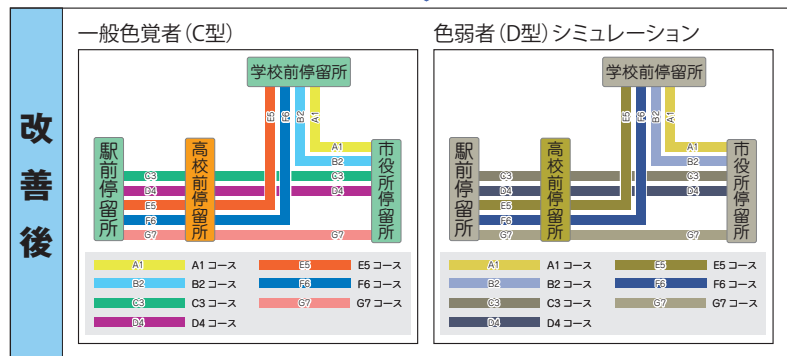 改善後
一般色覚者(C型)
学校前停留所
E5
F6
B2
A1
駅前停留所
高校前停留所
市役所停留所
A1
B2
C3
C3
D4
D4
E5
F6
G7
G7
A1 A1 コース
E5 E5 コース
B2 B2 コース
F6 F6 コース
C3 C3 コース
G7 G7 コース
D4 D4 コース
色弱者(D型)シミュレーション
学校前停留所
E5
F6
B2
A1
駅前停留所
高校前停留所
市役所停留所
A1
B2
C3
C3
D4
D4
E5
F6
G7
G7
A1 A1 コース
E5 E5 コース
B2 B2 コース
F6 F6 コース
C3 C3 コース
G7 G7 コース
D4 D4 コース